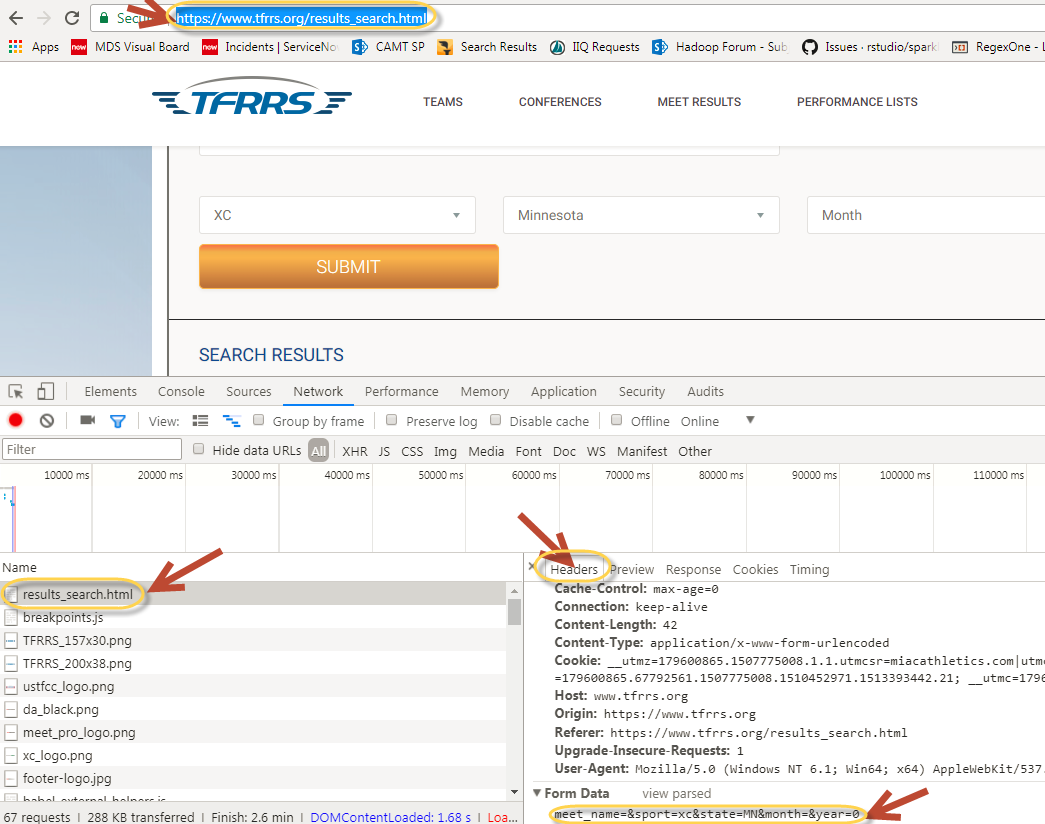 Secu
https://www.tfrrs.org/results_search.html
Apps MDS Visual Board Incidents | ServiceNo CAMT SP Search Results IIQ Requests Hadoop Forum - Sub Issues · rstudio/spark RegexOne - L
TFRRS TEAMS CONFERENCES MEET RESULTS PERFORMANCE LISTS
XC Minnesota Month
SUBMIT
SEARCH RESULTS
Elements Console Sources Network Performance Memory Application Security Audits
View: Group by frame Preserve log Disable cache Offline Online
Filter Hide data URLs All XHR JS CSS Img Media Font Doc WS Manifest Other
10000 ms 20000 ms 30000 ms 40000 ms 50000 ms 60000 ms 70000 ms 80000 ms 90000 ms 100000 ms 110000 ms
Name
results_search.html
breakpoints.js
TFRRS_157x30.png
TFRRS_200x38.png
ustfcc_logo.png
da_black.png
meet_pro_logo.png
xc_logo.png
footer-logo.jpg
babel_external-helpers.js
67 requests | 288 KB transferred | Finish: 2.6 min | DOMContentLoaded: 1.68 s | Loa...
× Headers Preview Response Cookies Timing
Cache-Control: max-age=0
Connection: keep-alive
Content-Length: 42
Content-Type: application/x-www-form-urlencoded
Cookie: __utmz=179600865.1507775008.1.1.utmcsr=miacathletics.com|utmc
=179600865.67792561.1507775008.1510452971.1513393442.21; __utmc=1796
Host: www.tfrrs.org
Origin: https://www.tfrrs.org
Referer: https://www.tfrrs.org/results_search.html
Upgrade-Insecure-Requests: 1
User-Agent: Mozilla/5.0 (Windows NT 6.1; Win64; x64) AppleWebKit/537.
Form Data view parsed
meet_name=&sport=xc&state=MN&month=&year=0